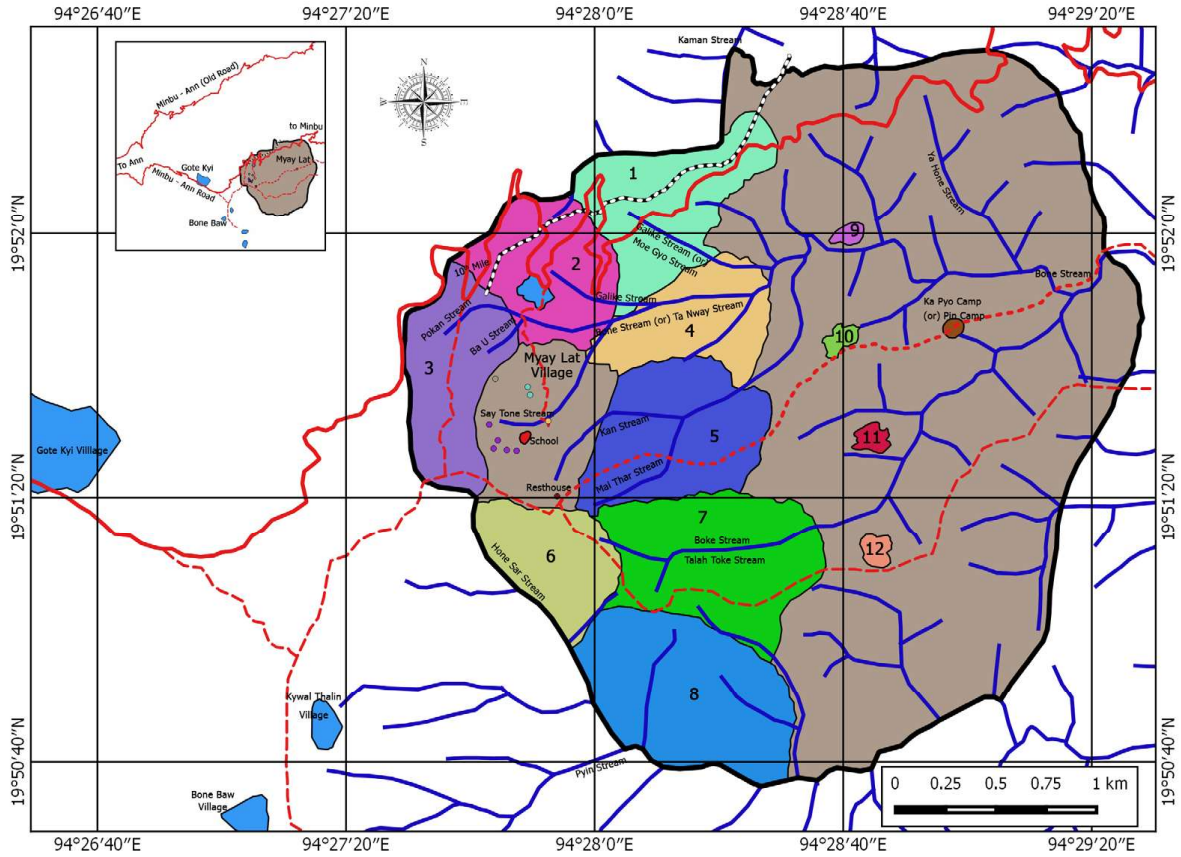 94°26'40"E
94°27'20"E
94°28'0"E
94°28'40"E
94°29'20"E
Kaman Stream
N
W
E
S
Minbu - Ann (Old Road)
to Minbu
To Ann
Gote Kyi
Myay Lat
Minbu - Ann Road
Bone Baw
1
Ya Hone Stream
19°52'0"N
19°52'0"N
9
Galike Stream (or)
Moe Gyo Stream
10th Mile
2
Bone Stream
Galike Stream
Ka Pyo Camp
(or) Pin Camp
Pokan Stream
Bone Stream (or) Ta Nway Stream
4
10
Ba U Stream
Myay Lat
Village
3
Say Tone Stream
Kan Stream
5
11
School
Gote Kyi Villlage
Mai Thar Stream
Resthouse
19°51'20"N
19°51'20"N
7
Boke Stream
12
6
Talah Toke Stream
Hone Sar Stream
8
Kywal Thalin
Village
19°50'40"N
19°50'40"N
Pyin Stream
Bone Baw
Village
0
0.25
0.5
0.75
1 km
94°26'40"E
94°27'20"E
94°28'0"E
94°28'40"E
94°29'20"E